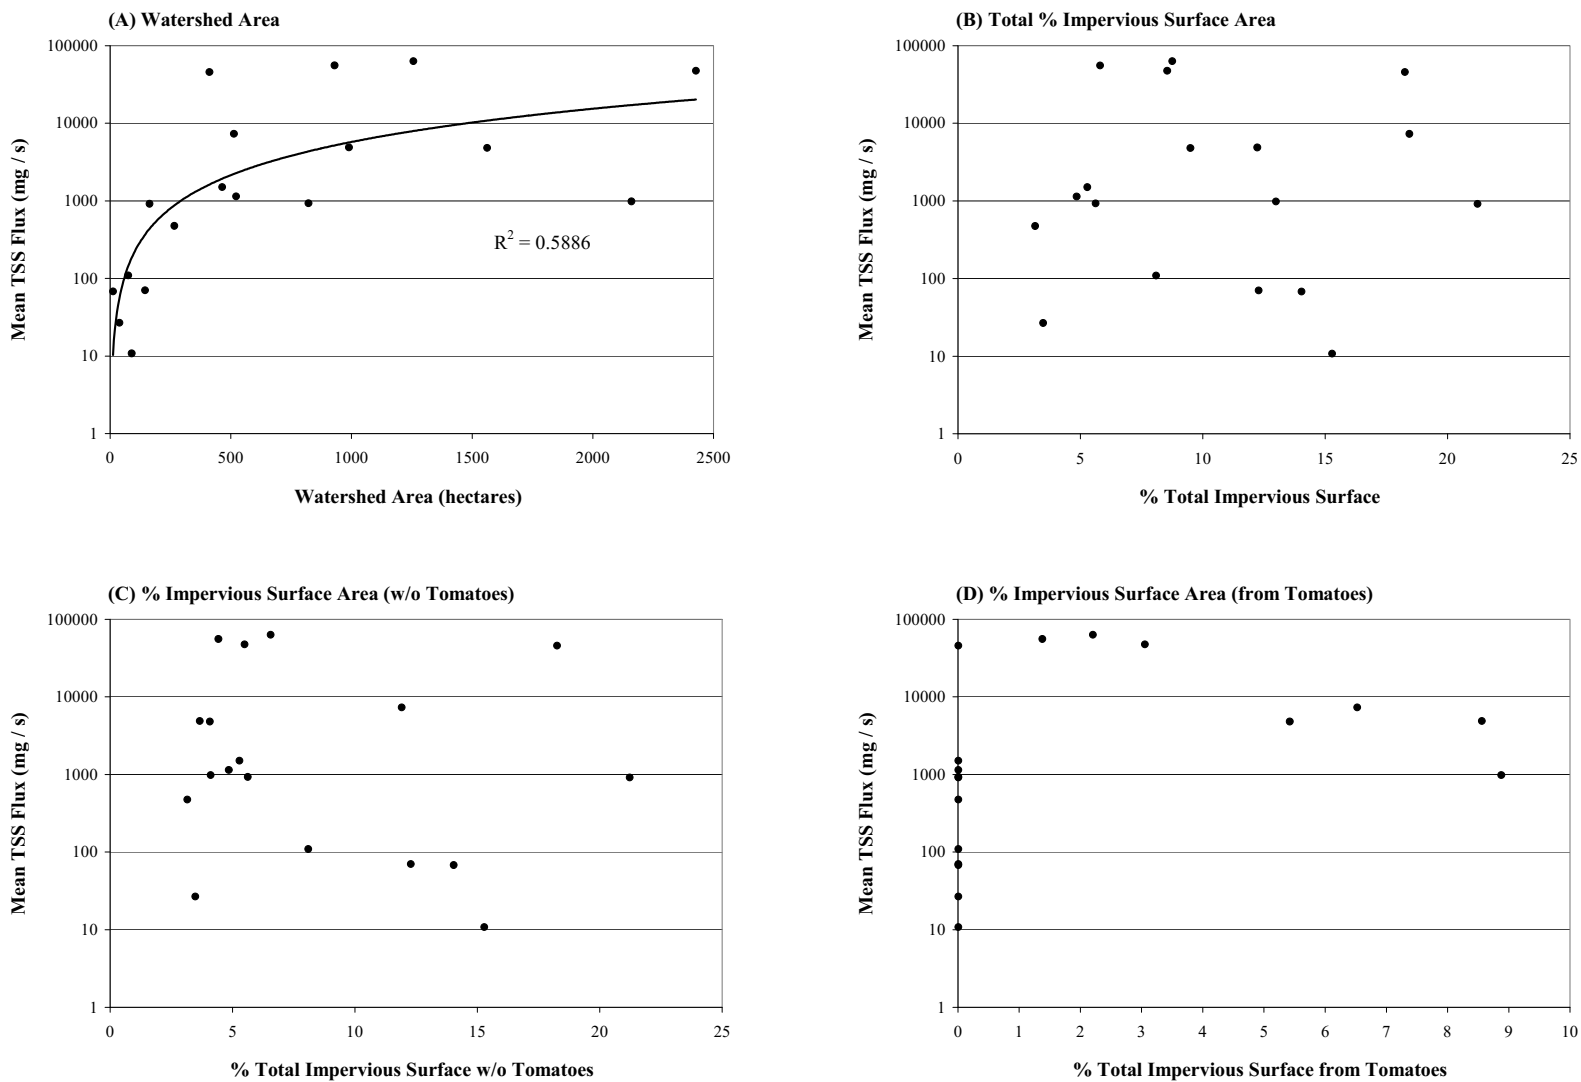 (A) Watershed Area
100000
10000
1000
100
10
1
Mean TSS Flux (mg / s)
R2 = 0.5886
0 500 1000 1500 2000 2500
Watershed Area (hectares)
(B) Total % Impervious Surface Area
100000
10000
1000
100
10
1
Mean TSS Flux (mg / s)
0 5 10 15 20 25
% Total Impervious Surface
(C) % Impervious Surface Area (w/o Tomatoes)
100000
10000
1000
100
10
1
Mean TSS Flux (mg / s)
0 5 10 15 20 25
% Total Impervious Surface w/o Tomatoes
(D) % Impervious Surface Area (from Tomatoes)
100000
10000
1000
100
10
1
Mean TSS Flux (mg / s)
0 1 2 3 4 5 6 7 8 9 10
% Total Impervious Surface from Tomatoes